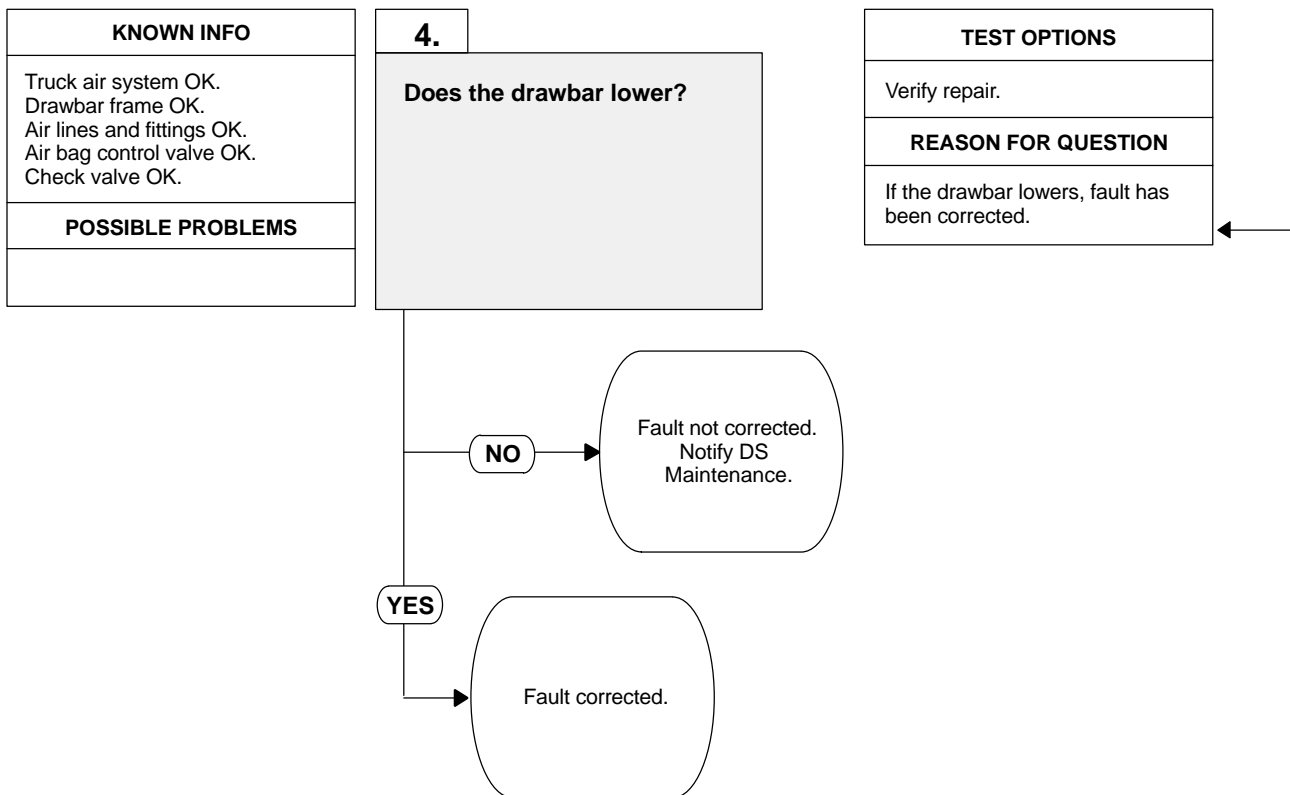 KNOWN INFO
Truck air system OK.
Drawbar frame OK.
Air lines and fittings OK.
Air bag control valve OK.
Check valve OK.
POSSIBLE PROBLEMS
4.
Does the drawbar lower?
TEST OPTIONS
Verify repair.
REASON FOR QUESTION
If the drawbar lowers, fault has
been corrected.
NO
Fault not corrected.
Notify DS
Maintenance.
YES
Fault corrected.